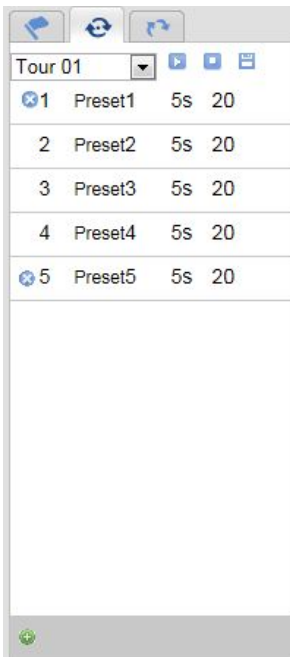 Tour 01
1 Preset1 5s 20
2 Preset2 5s 20
3 Preset3 5s 20
4 Preset4 5s 20
5 Preset5 5s 20